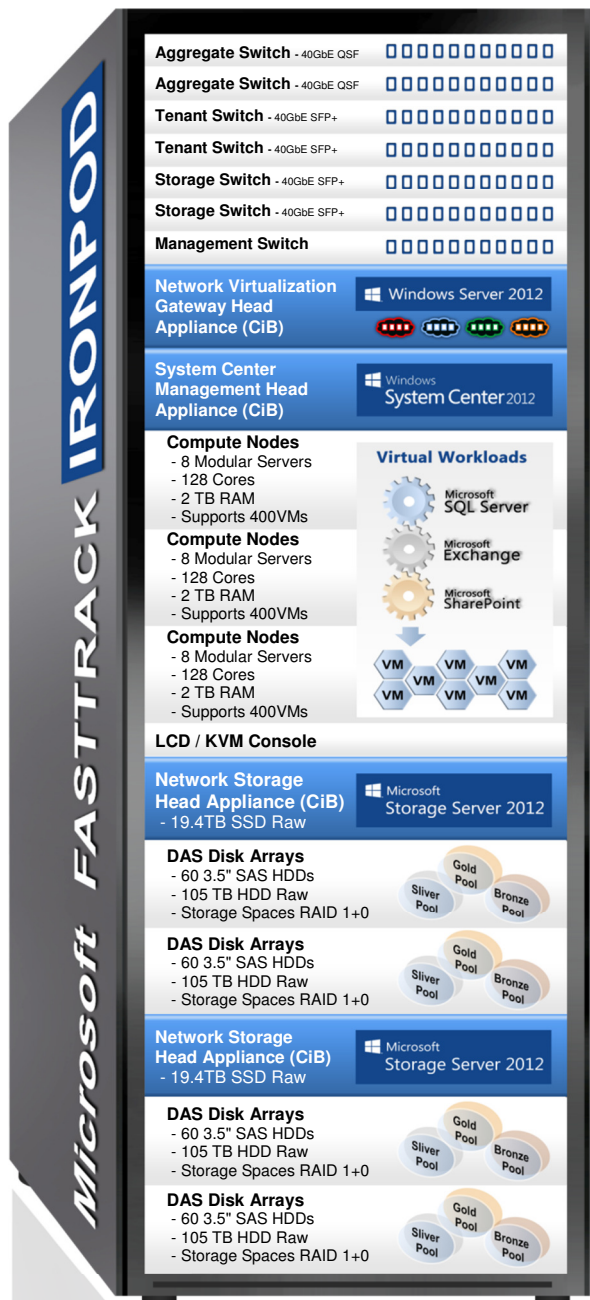 Microsoft FASTTRACK IRONPOD
Aggregate Switch - 40GbE QSF
Aggregate Switch - 40GbE QSF
Tenant Switch - 40GbE SFP+
Tenant Switch - 40GbE SFP+
Storage Switch - 40GbE SFP+
Storage Switch - 40GbE SFP+
Management Switch
Network Virtualization
Gateway Head
Appliance (CiB)
Windows Server 2012
System Center
Management Head
Appliance (CiB)
Windows
System Center 2012
Compute Nodes
- 8 Modular Servers
- 128 Cores
- 2 TB RAM
- Supports 400VMs
Compute Nodes
- 8 Modular Servers
- 128 Cores
- 2 TB RAM
- Supports 400VMs
Compute Nodes
- 8 Modular Servers
- 128 Cores
- 2 TB RAM
- Supports 400VMs
Virtual Workloads
Microsoft
SQL Server
Microsoft
Exchange
Microsoft
SharePoint
VM VM VM
VM VM
VM VM VM
LCD / KVM Console
Network Storage
Head Appliance (CiB)
- 19.4TB SSD Raw
Microsoft
Storage Server 2012
DAS Disk Arrays
- 60 3.5" SAS HDDs
- 105 TB HDD Raw
- Storage Spaces RAID 1+0
Gold
Pool
Sliver
Pool
Bronze
Pool
DAS Disk Arrays
- 60 3.5" SAS HDDs
- 105 TB HDD Raw
- Storage Spaces RAID 1+0
Gold
Pool
Sliver
Pool
Bronze
Pool
Network Storage
Head Appliance (CiB)
- 19.4TB SSD Raw
Microsoft
Storage Server 2012
DAS Disk Arrays
- 60 3.5" SAS HDDs
- 105 TB HDD Raw
- Storage Spaces RAID 1+0
Gold
Pool
Sliver
Pool
Bronze
Pool
DAS Disk Arrays
- 60 3.5" SAS HDDs
- 105 TB HDD Raw
- Storage Spaces RAID 1+0
Gold
Pool
Sliver
Pool
Bronze
Pool